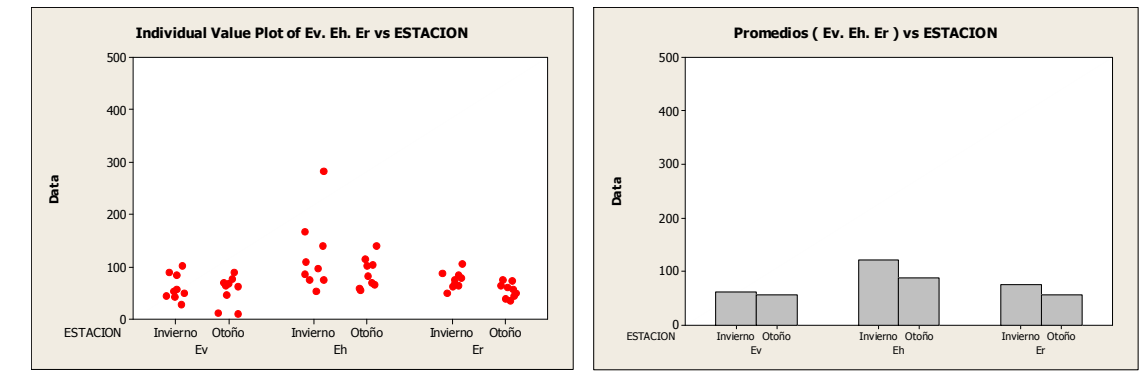 Individual Value Plot of Ev. Eh. Er vs ESTACION
500
400
300
200
100
0
Data
ESTACION
Invierno Otoño Invierno Otoño Invierno Otoño
Ev Eh Er
Promedios ( Ev. Eh. Er ) vs ESTACION
500
400
300
200
100
0
Data
ESTACION
Invierno Otoño Invierno Otoño Invierno Otoño
Ev Eh Er